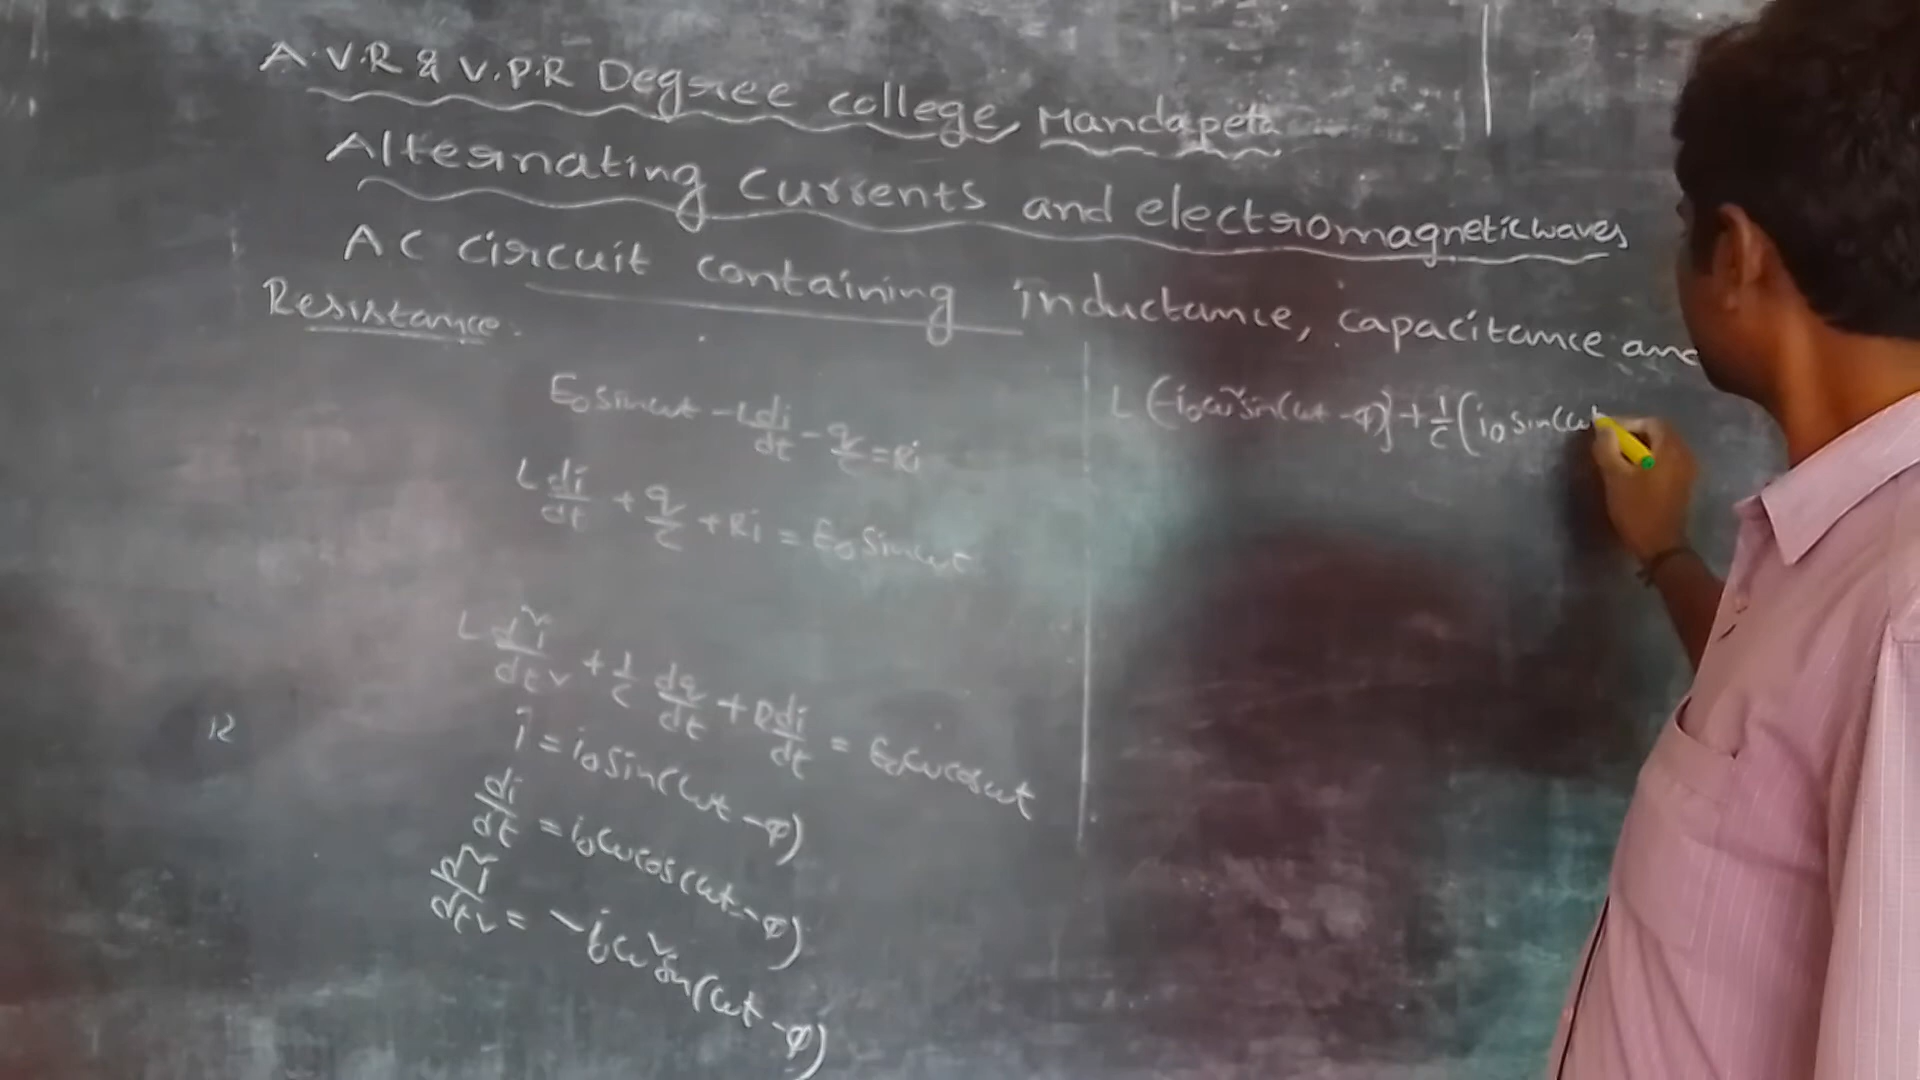 A.V.R & V.P.R Degree college, Mandapeta
Alternating currents and electromagnetic waves
AC circuit containing Inductance, capacitance and
Resistance.
E₀ sinωt - L di/dt - q/c = Ri
L di/dt + q/c + Ri = E₀ sinωt
L d²i/dt² + 1/c dq/dt + R di/dt = E₀ω cosωt
i = i₀ sin(ωt - φ)
di/dt = i₀ω cos(ωt - φ)
d²i/dt² = -i₀ω² sin(ωt - φ)
12
L (-i₀ω² sin(ωt - φ)) + 1/c (i₀ sin(ωt